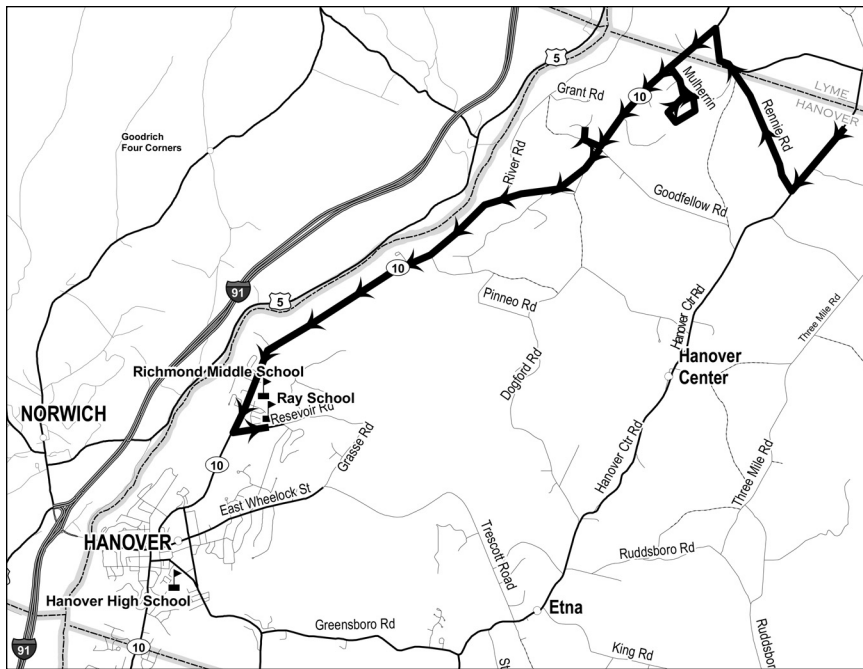 5
Grant Rd
10
Mulherrin
LYME
HANOVER
Rennie Rd
Goodrich
Four Corners
River Rd
Goodfellow Rd
10
91
5
Pinneo Rd
Hanover Ctr Rd
Three Mile Rd
Dogford Rd
Hanover
Center
Richmond Middle School
Ray School
Resevoir Rd
NORWICH
10
Grasse Rd
Hanover Ctr Rd
Three Mile Rd
East Wheelock St
Trescott Road
HANOVER
Ruddsboro Rd
Hanover High School
Etna
Greensboro Rd
Ruddsbo
91
10
St
King Rd